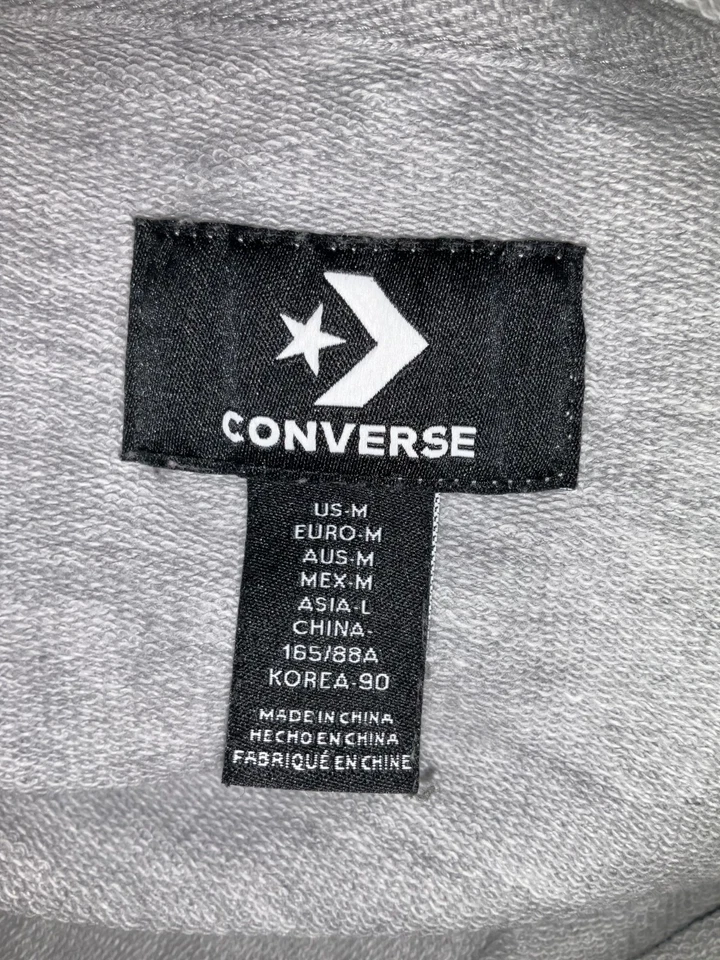 CONVERSE
US-M
EURO-M
AUS-M
MEX-M
ASIA-L
CHINA-
165/88A
KOREA-90
MADE IN CHINA
HECHO EN CHINA
FABRIQUÉ EN CHINE